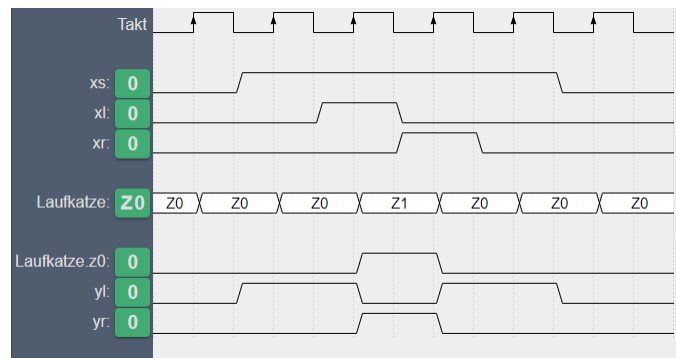 Takt
xs: 0
xl: 0
xr: 0
Laufkatze: Z0 Z0 Z0 Z0 Z1 Z0 Z0 Z0
Laufkatze.z0: 0
yl: 0
yr: 0